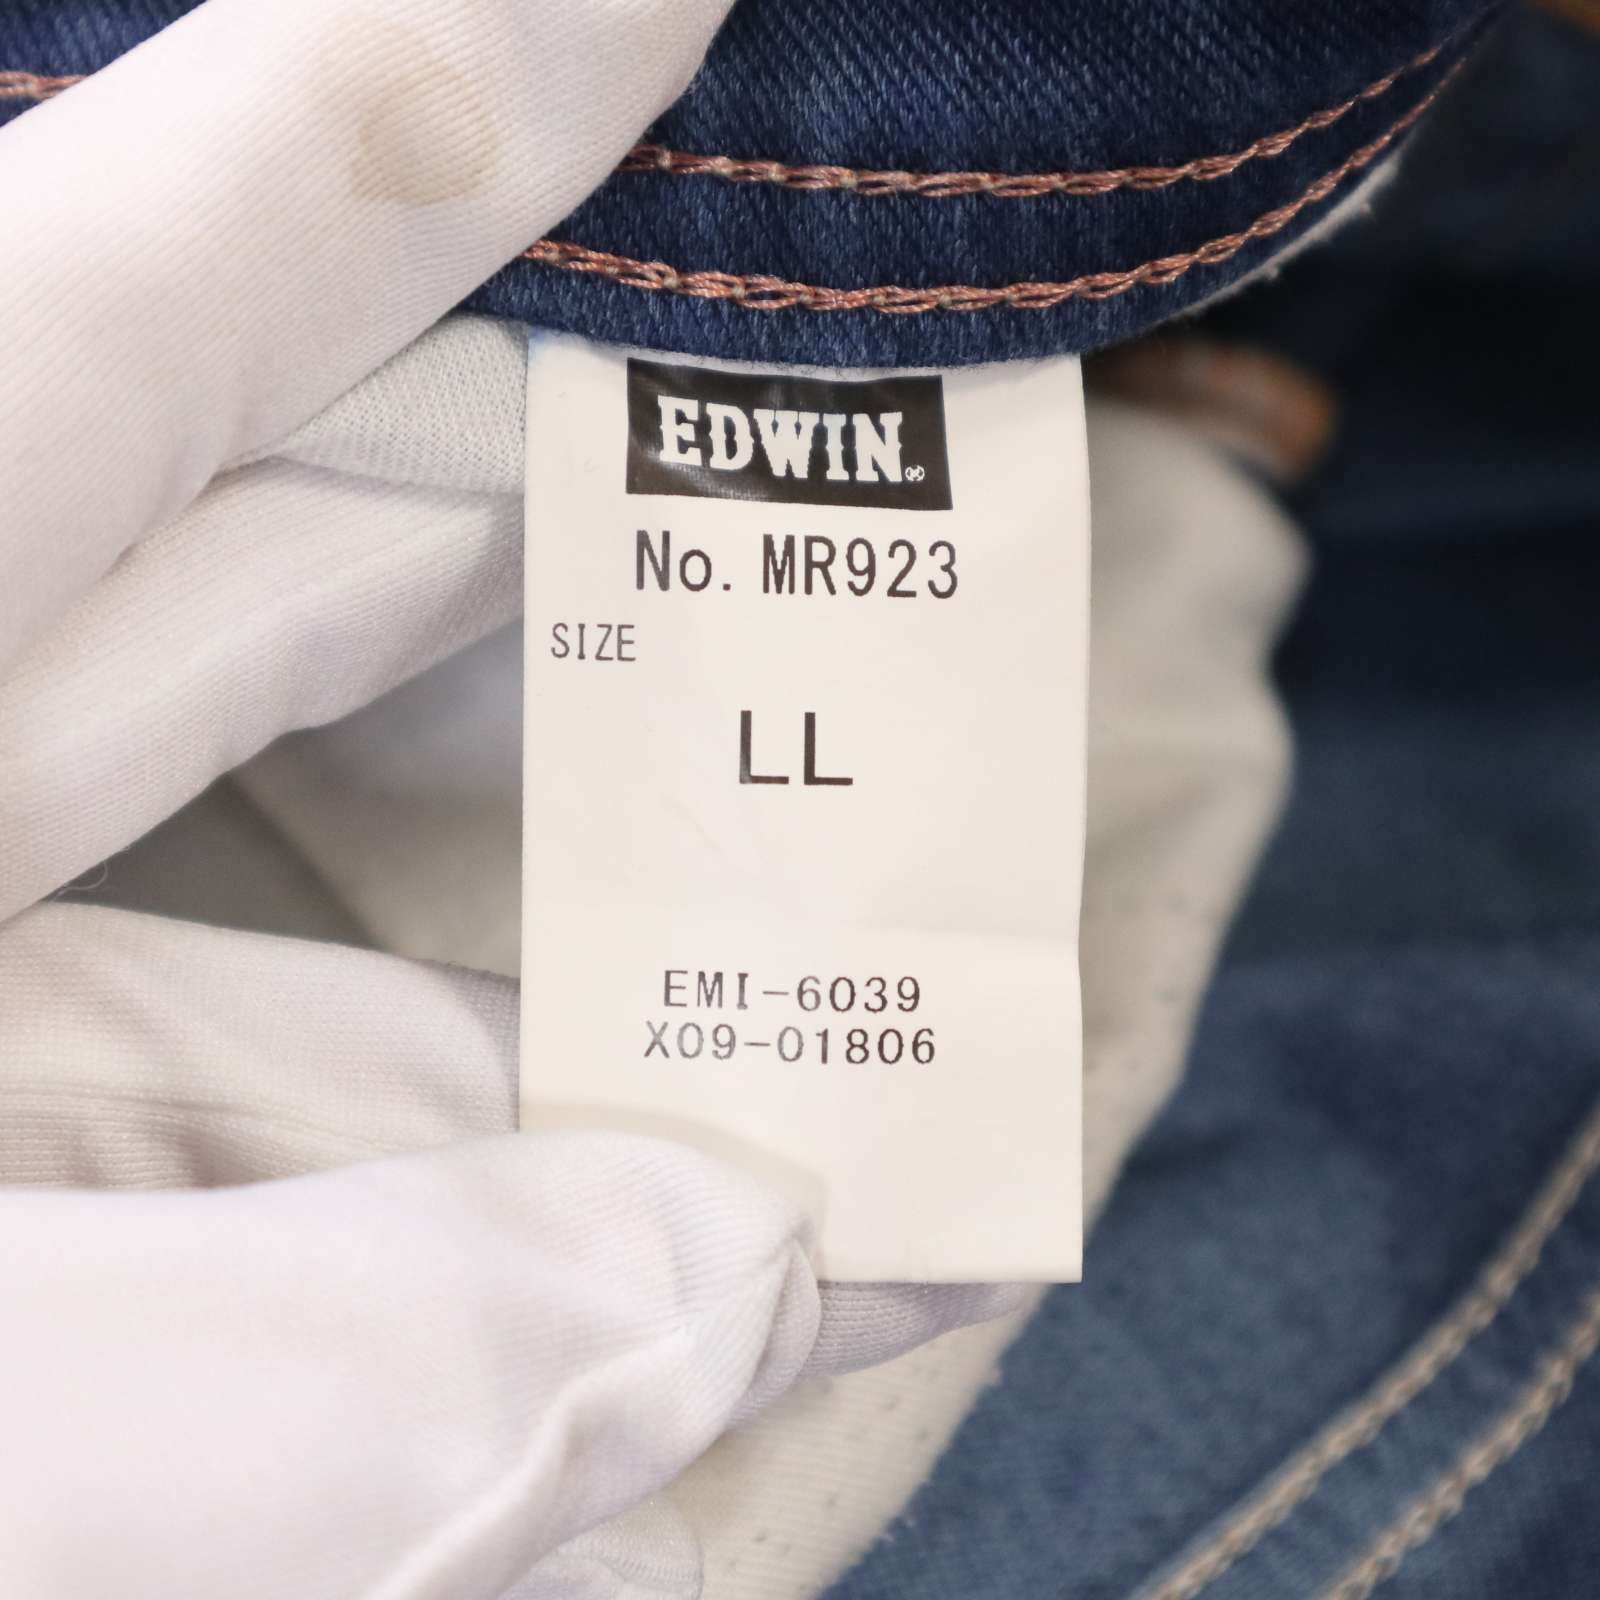 EDWIN
No. MR923
SIZE
LL
EMI-6039
X09-01806